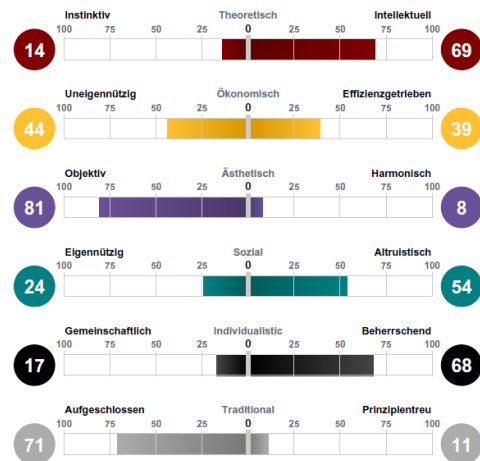 Instinktiv Theoretisch Intellektuell
100 75 50 25 0 25 50 75 100
14 69
Uneigennützig Ökonomisch Effizienzgetrieben
100 75 50 25 0 25 50 75 100
44 39
Objektiv Ästhetisch Harmonisch
100 75 50 25 0 25 50 75 100
81 8
Eigennützig Sozial Altruistisch
100 75 50 25 0 25 50 75 100
24 54
Gemeinschaftlich Individualistic Beherrschend
100 75 50 25 0 25 50 75 100
17 68
Aufgeschlossen Traditional Prinzipientreu
100 75 50 25 0 25 50 75 100
71 11